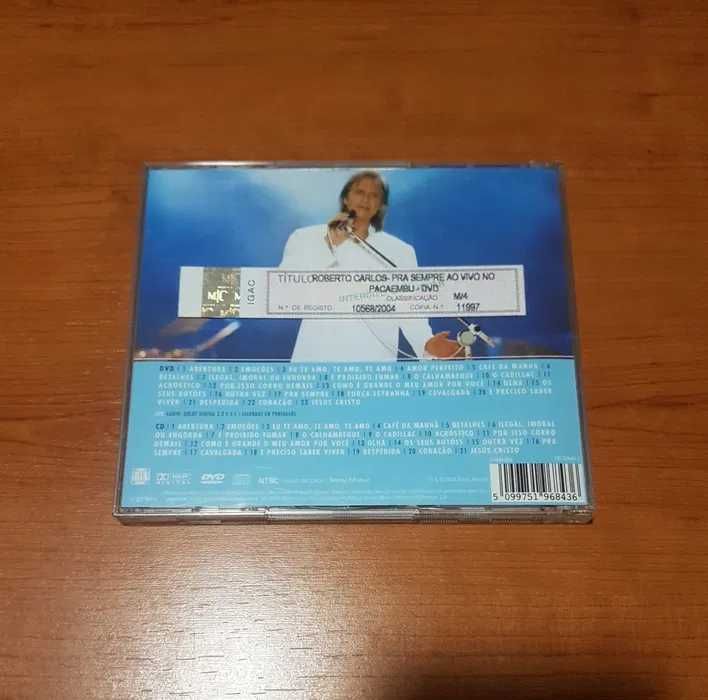 IGAC
TÍTULO ROBERTO CARLOS- PRA SEMPRE AO VIVO NO
PACAEMBU - DVD
CLASSIFICAÇÃO M/4
N.º DE REGISTO 10568/2004 CÓPIA N.º 11997
DVD | 1 ABERTURA | 2 EMOÇÕES | 3 EU TE AMO, TE AMO, TE AMO | 4 AMOR PERFEITO | 5 CAFÉ DA MANHÃ | 6
DETALHES | 7 ILEGAL, IMORAL OU ENGORDA | 8 É PROIBIDO FUMAR | 9 O CALHAMBEQUE | 10 O CADILLAC | 11
ACRÓSTICO | 12 POR ISSO CORRO DEMAIS | 13 COMO É GRANDE O MEU AMOR POR VOCÊ | 14 OLHA | 15 OS
SEUS BOTÕES | 16 OUTRA VEZ | 17 PRA SEMPRE | 18 FORÇA ESTRANHA | 19 CAVALGADA | 20 É PRECISO SABER
VIVER | 21 DESPEDIDA | 22 CORAÇÃO | 23 JESUS CRISTO
CD | 1 ABERTURA | 2 EMOÇÕES | 3 EU TE AMO, TE AMO, TE AMO | 4 CAFÉ DA MANHÃ | 5 DETALHES | 6 ILEGAL, IMORAL
OU ENGORDA | 7 É PROIBIDO FUMAR | 8 O CALHAMBEQUE | 9 O CADILLAC | 10 ACRÓSTICO | 11 POR ISSO CORRO
DEMAIS | 12 COMO É GRANDE O MEU AMOR POR VOCÊ | 13 OLHA | 14 OS SEUS BOTÕES | 15 OUTRA VEZ | 16 PRA
SEMPRE | 17 CAVALGADA | 18 É PRECISO SABER VIVER | 19 DESPEDIDA | 20 CORAÇÃO | 21 JESUS CRISTO
DIGITAL DVD NTSC
5 099751 968436